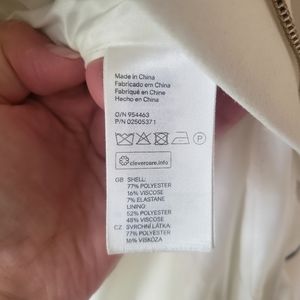 Made in China
Fabricado em China
Fabriqué en Chine
Hecho en China
O/N 954463
P/N 02505371
P
clevercare.info
GB SHELL:
77% POLYESTER
16% VISCOSE
7% ELASTANE
LINING
52% POLYESTER
48% VISCOSE
CZ SVRCHNÍ LÁTKA:
77% POLYESTER
16% VISKÓZA